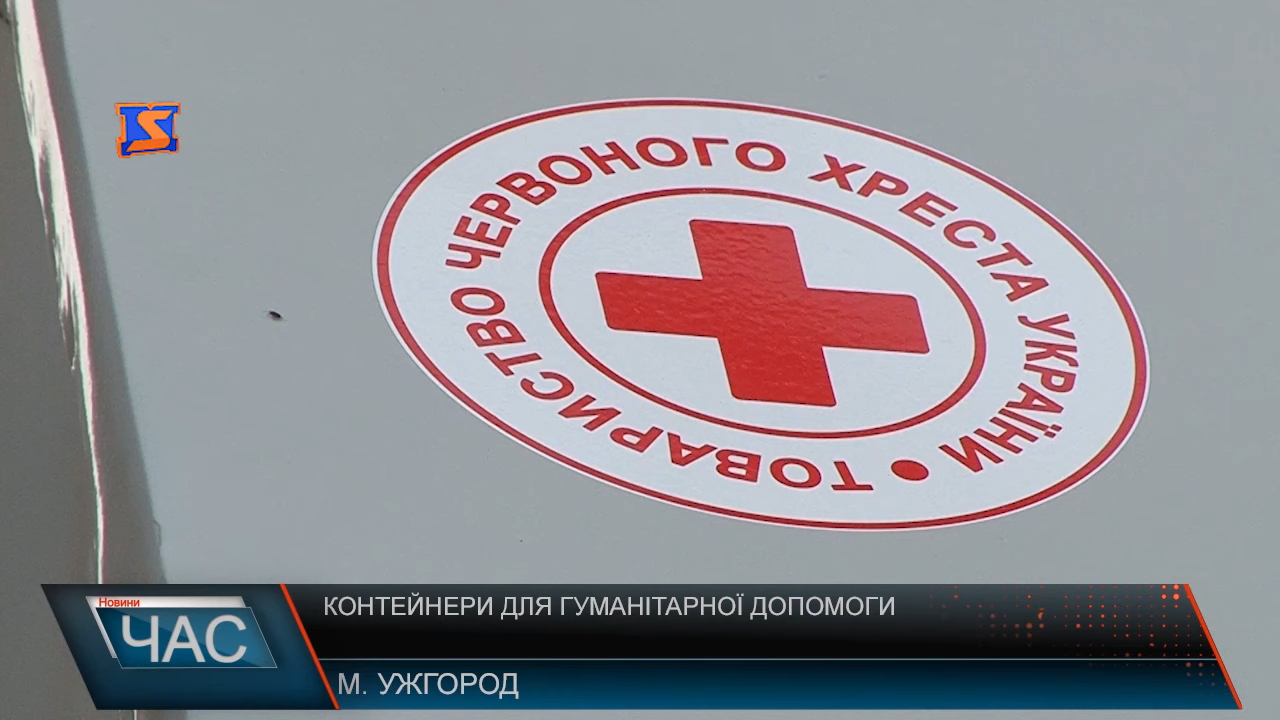 ТОВАРИСТВО ЧЕРВОНОГО ХРЕСТА УКРАЇНИ •
Новини
ЧАС
КОНТЕЙНЕРИ ДЛЯ ГУМАНІТАРНОЇ ДОПОМОГИ
М. УЖГОРОД